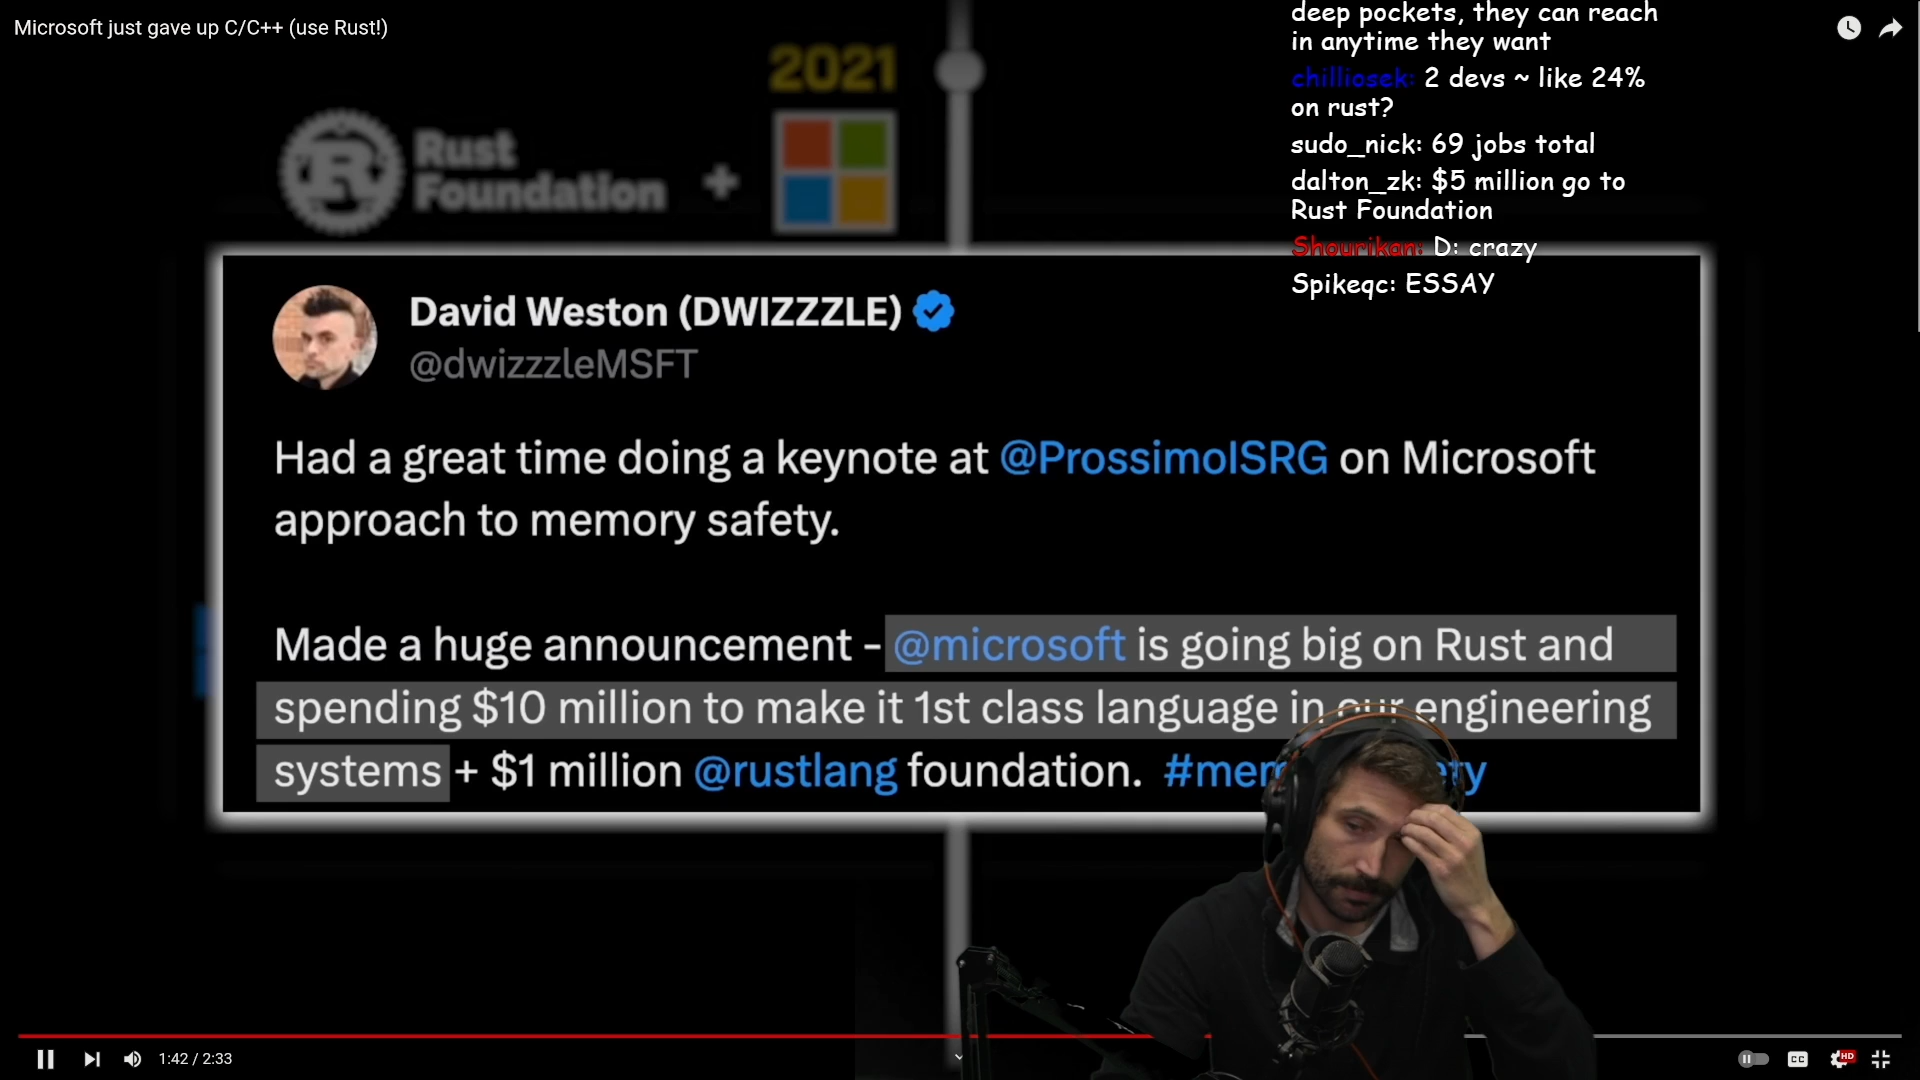 Microsoft just gave up C/C++ (use Rust!)
deep pockets, they can reach
in anytime they want
chilliosek: 2 devs ~ like 24%
on rust?
sudo_nick: 69 jobs total
dalton_zk: $5 million go to
Rust Foundation
Shourikan: D: crazy
Spikeqc: ESSAY
2021
Rust
Foundation
+
David Weston (DWIZZZLE)
@dwizzzleMSFT
Had a great time doing a keynote at @ProssimoISRG on Microsoft
approach to memory safety.
Made a huge announcement - @microsoft is going big on Rust and
spending $10 million to make it 1st class language in our engineering
systems + $1 million @rustlang foundation.
1:42 / 2:33
CC
HD